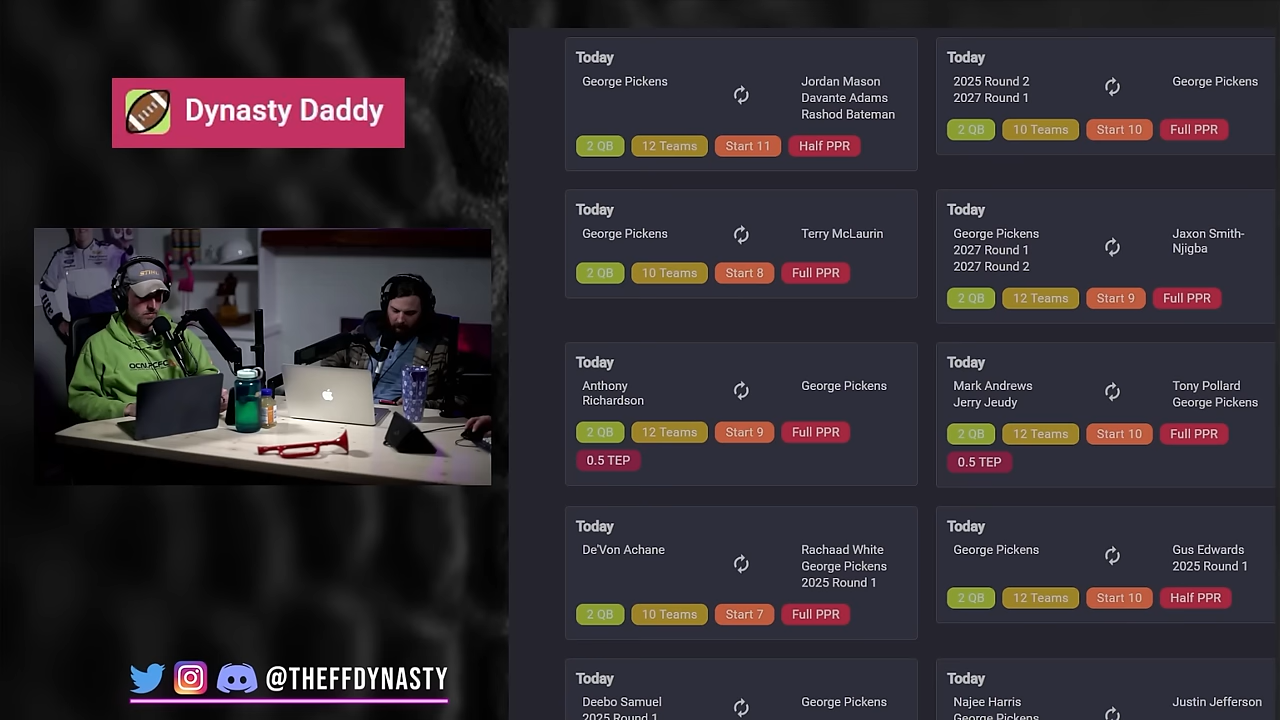 Dynasty Daddy
STIHL
@THEFFDYNASTY
Today
George Pickens
Jordan Mason
Davante Adams
Rashod Bateman
2 QB 12 Teams Start 11 Half PPR
Today
2025 Round 2
2027 Round 1
George Pickens
2 QB 10 Teams Start 10 Full PPR
Today
George Pickens
Terry McLaurin
2 QB 10 Teams Start 8 Full PPR
Today
George Pickens
2027 Round 1
2027 Round 2
Jaxon Smith-
Njigba
2 QB 12 Teams Start 9 Full PPR
Today
Anthony
Richardson
George Pickens
2 QB 12 Teams Start 9 Full PPR
0.5 TEP
Today
Mark Andrews
Jerry Jeudy
Tony Pollard
George Pickens
2 QB 12 Teams Start 10 Full PPR
0.5 TEP
Today
De'Von Achane
Rachaad White
George Pickens
2025 Round 1
2 QB 10 Teams Start 7 Full PPR
Today
George Pickens
Gus Edwards
2025 Round 1
2 QB 12 Teams Start 10 Half PPR
Today
Deebo Samuel
2025 Round 1
George Pickens
Today
Najee Harris
George Pickens
Justin Jefferson